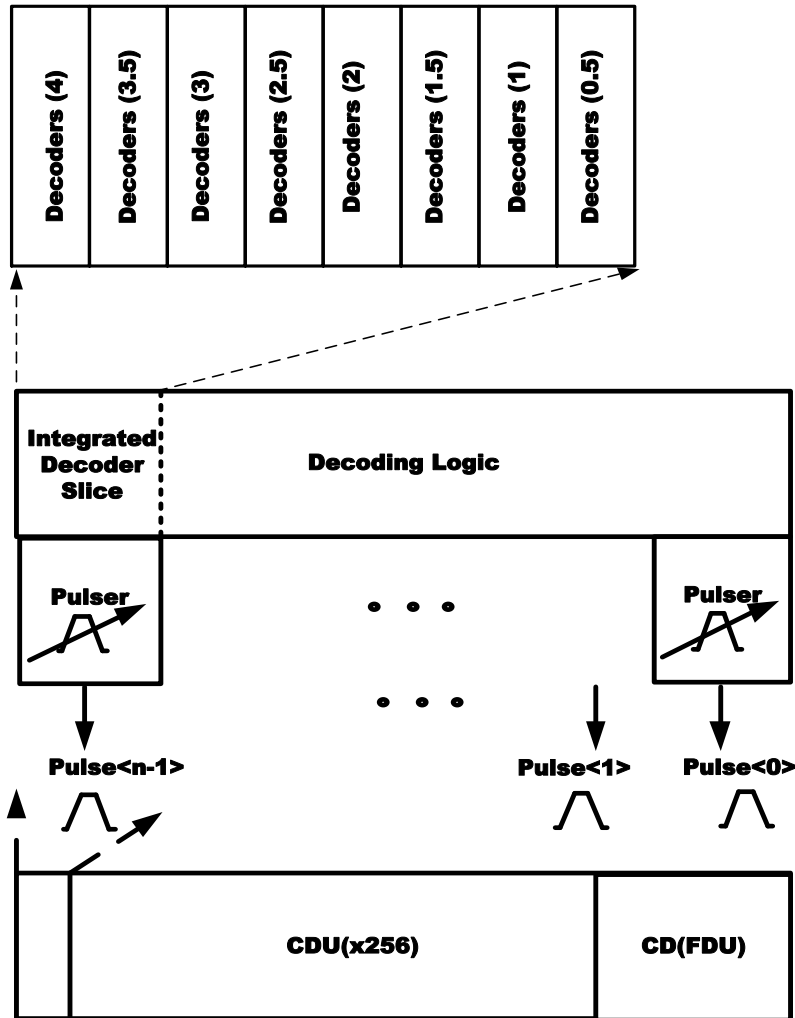 Decoders (4)
Decoders (3.5)
Decoders (3)
Decoders (2.5)
Decoders (2)
Decoders (1.5)
Decoders (1)
Decoders (0.5)
Integrated
Decoder
Slice
Decoding Logic
Pulser
Pulser
Pulse<n-1>
Pulse<1>
Pulse<0>
CDU(x256)
CD(FDU)